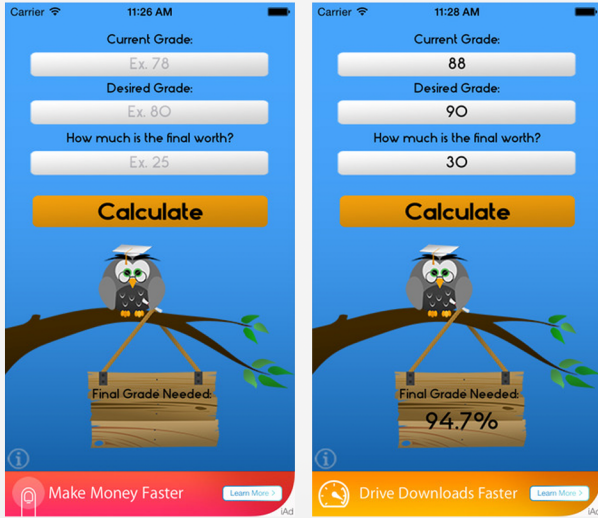 Carrier 11:26 AM
Current Grade:
Ex. 78
Desired Grade:
Ex. 80
How much is the final worth?
Ex. 25
Calculate
Final Grade Needed:
Make Money Faster
Learn More >
iAd
Carrier 11:28 AM
Current Grade:
88
Desired Grade:
90
How much is the final worth?
30
Calculate
Final Grade Needed:
94.7%
Drive Downloads Faster
Learn More >
iAd